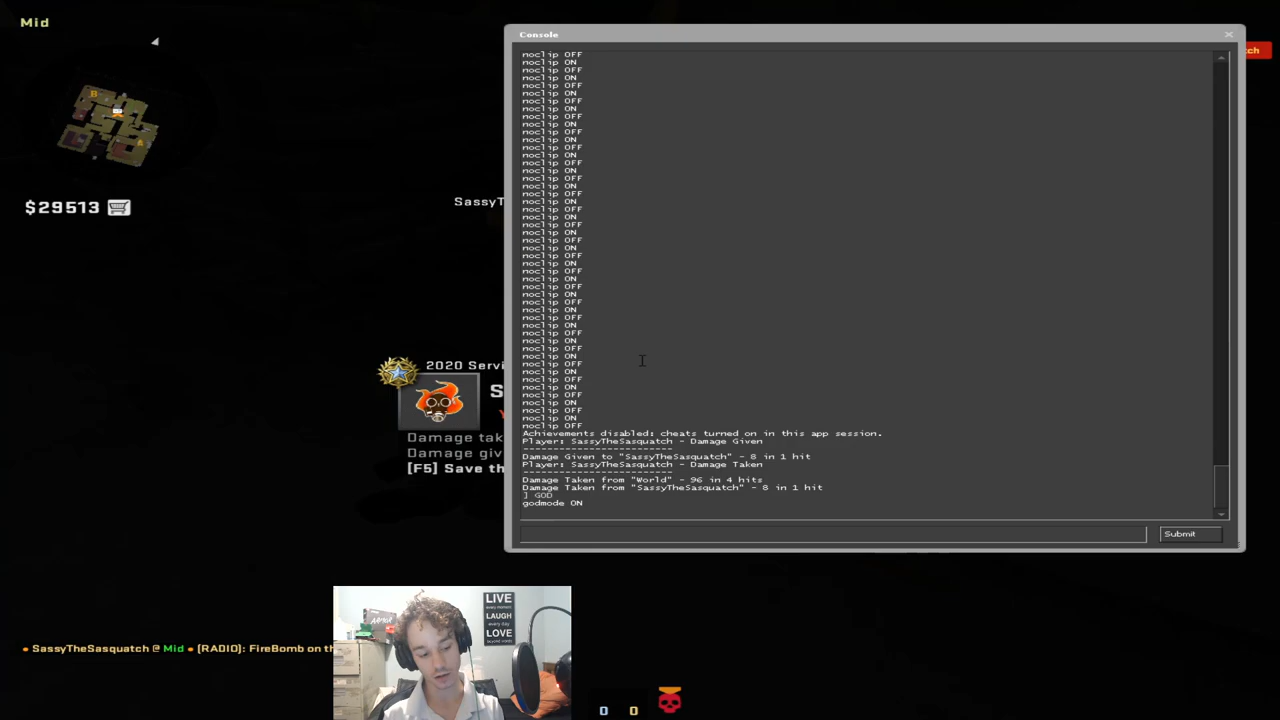 Mid
Console
ch
noclip OFF
noclip ON
noclip OFF
noclip ON
noclip OFF
noclip ON
noclip OFF
noclip ON
noclip OFF
noclip ON
noclip OFF
noclip ON
noclip OFF
noclip ON
noclip OFF
noclip ON
noclip OFF
noclip ON
noclip OFF
noclip ON
noclip OFF
noclip ON
noclip OFF
noclip ON
noclip OFF
noclip ON
noclip OFF
noclip ON
noclip OFF
noclip ON
noclip OFF
noclip ON
noclip OFF
noclip ON
noclip OFF
noclip ON
noclip OFF
noclip ON
noclip OFF
noclip ON
noclip OFF
noclip ON
noclip OFF
noclip ON
noclip OFF
noclip ON
noclip OFF
noclip ON
noclip OFF
Achievements disabled: cheats turned on in this app session.
Player: SassyTheSasquatch - Damage Given
-------------------------
Damage Given to "SassyTheSasquatch" - 8 in 1 hit
Player: SassyTheSasquatch - Damage Taken
-------------------------
Damage Taken from "World" - 96 in 4 hits
Damage Taken from "SassyTheSasquatch" - 8 in 1 hit
] GOD
godmode ON
Submit
B
A
$29513
SassyT
2020 Servi
S
Y
Damage tak
Damage giv
[F5] Save th
ARMOR
LIVE
every moment
LAUGH
every day
LOVE
beyond words
• SassyTheSasquatch @ Mid • (RADIO): FireBomb on th
0 0